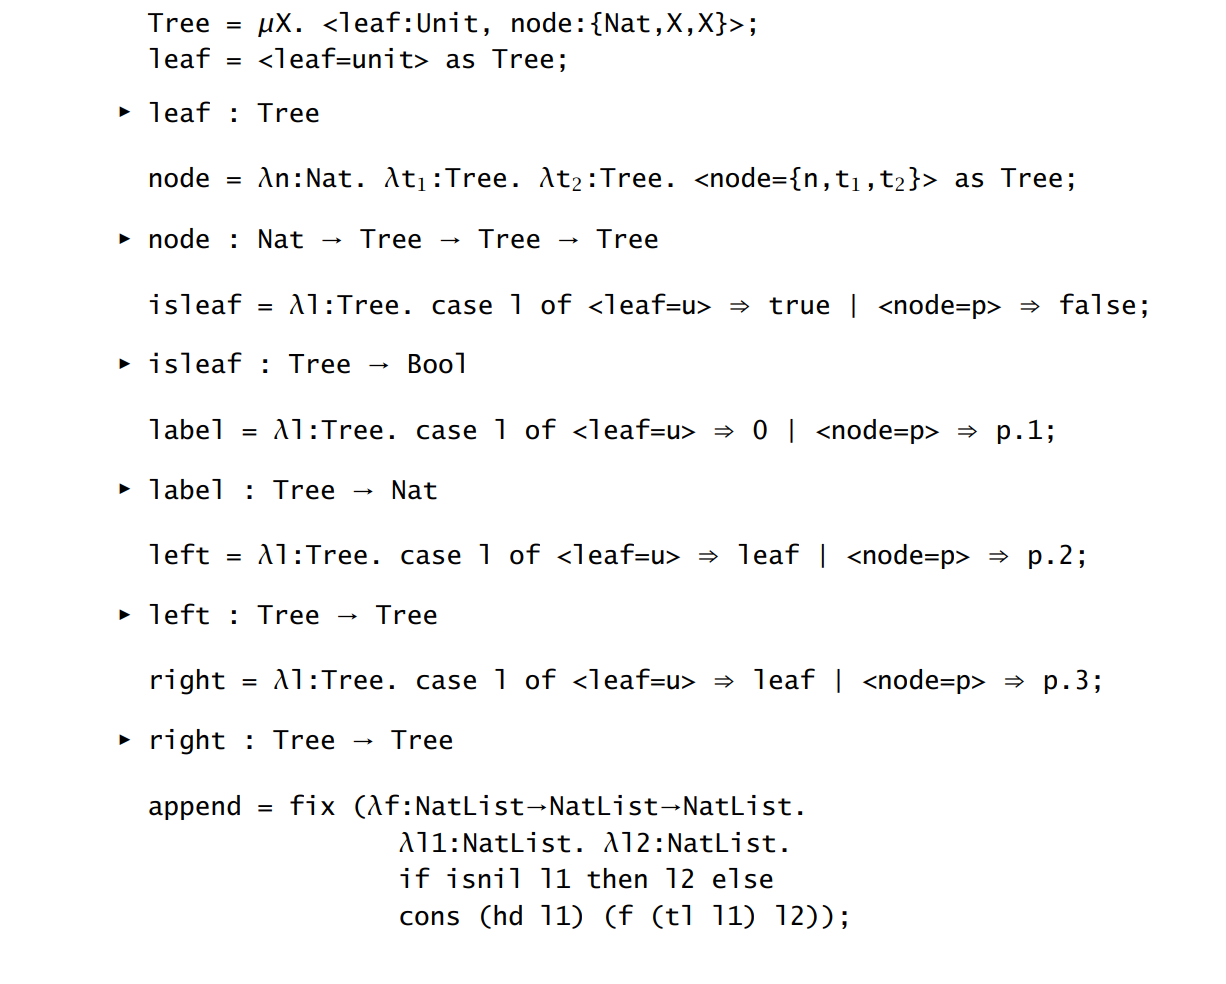 Tree = μX. <leaf:Unit, node:{Nat,X,X}>;
leaf = <leaf=unit> as Tree;
▸ leaf : Tree
node = λn:Nat. λt₁:Tree. λt₂:Tree. <node={n,t₁,t₂}> as Tree;
▸ node : Nat → Tree → Tree → Tree
isleaf = λl:Tree. case l of <leaf=u> ⇒ true | <node=p> ⇒ false;
▸ isleaf : Tree → Bool
label = λl:Tree. case l of <leaf=u> ⇒ 0 | <node=p> ⇒ p.1;
▸ label : Tree → Nat
left = λl:Tree. case l of <leaf=u> ⇒ leaf | <node=p> ⇒ p.2;
▸ left : Tree → Tree
right = λl:Tree. case l of <leaf=u> ⇒ leaf | <node=p> ⇒ p.3;
▸ right : Tree → Tree
append = fix (λf:NatList→NatList→NatList.
λl1:NatList. λl2:NatList.
if isnil l1 then l2 else
cons (hd l1) (f (tl l1) l2));